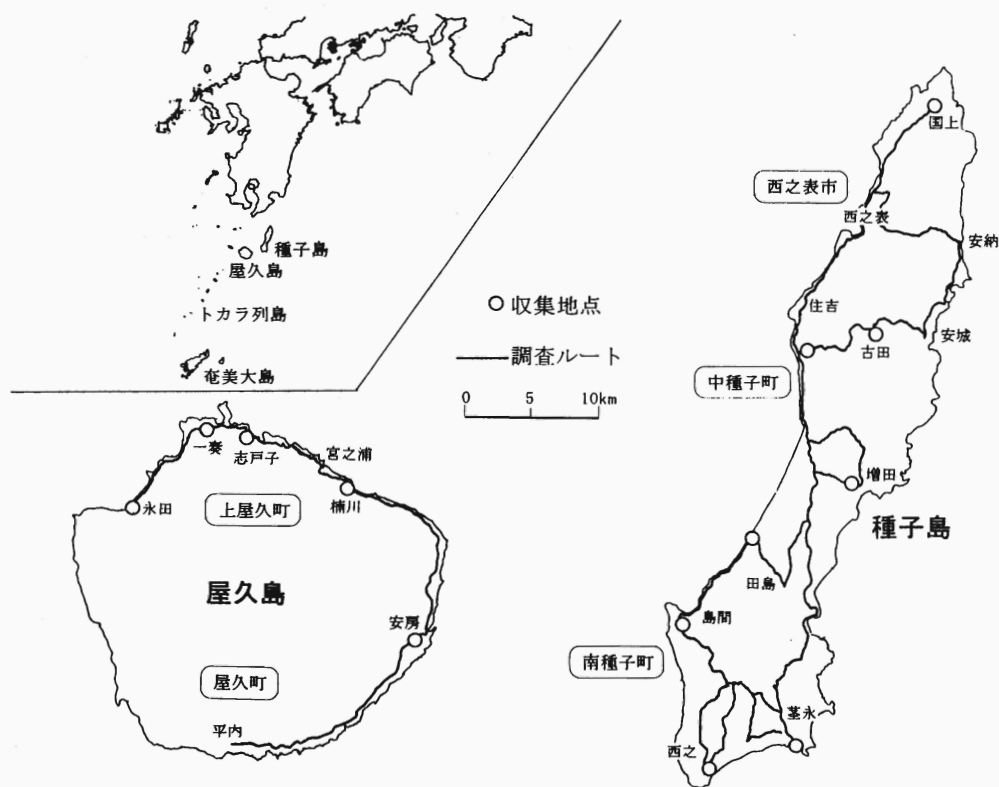 種子島
屋久島
トカラ列島
奄美大島
収集地点
調査ルート
0 5 10km
一奏
志戸子
宮之浦
楠川
永田
上屋久町
屋久島
安房
屋久町
平内
国上
西之表市
西之表
安納
住吉
古田
安城
中種子町
増田
種子島
田島
島間
南種子町
茎永
西之